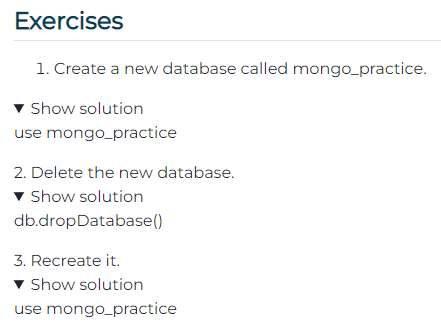 Exercises
1. Create a new database called mongo_practice.
▼ Show solution
use mongo_practice
2. Delete the new database.
▼ Show solution
db.dropDatabase()
3. Recreate it.
▼ Show solution
use mongo_practice